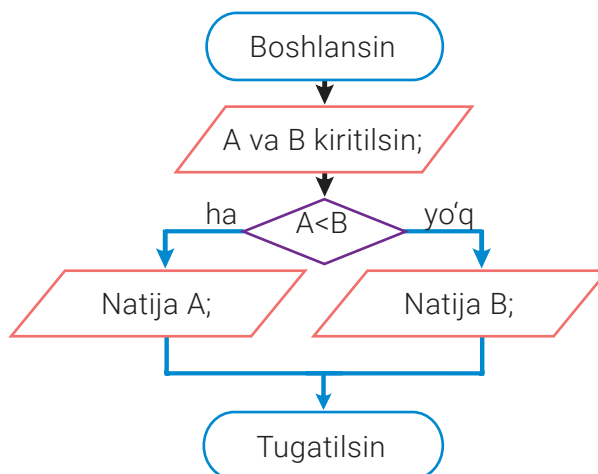 Boshlansin
A va B kiritilsin;
ha
A<B
yo‘q
Natija A;
Natija B;
Tugatilsin